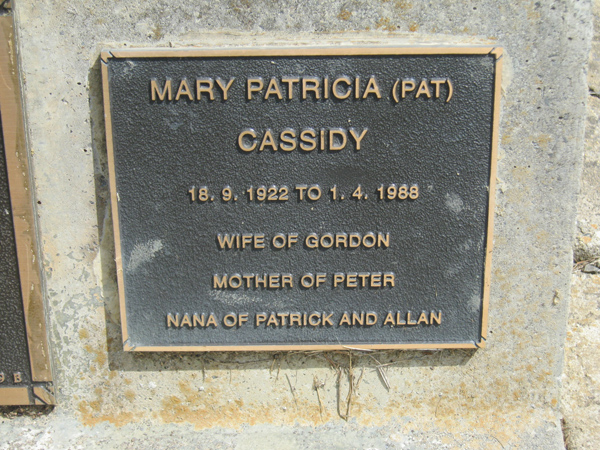 MARY PATRICIA (PAT)
CASSIDY
18. 9. 1922 TO 1. 4. 1988
WIFE OF GORDON
MOTHER OF PETER
NANA OF PATRICK AND ALLAN